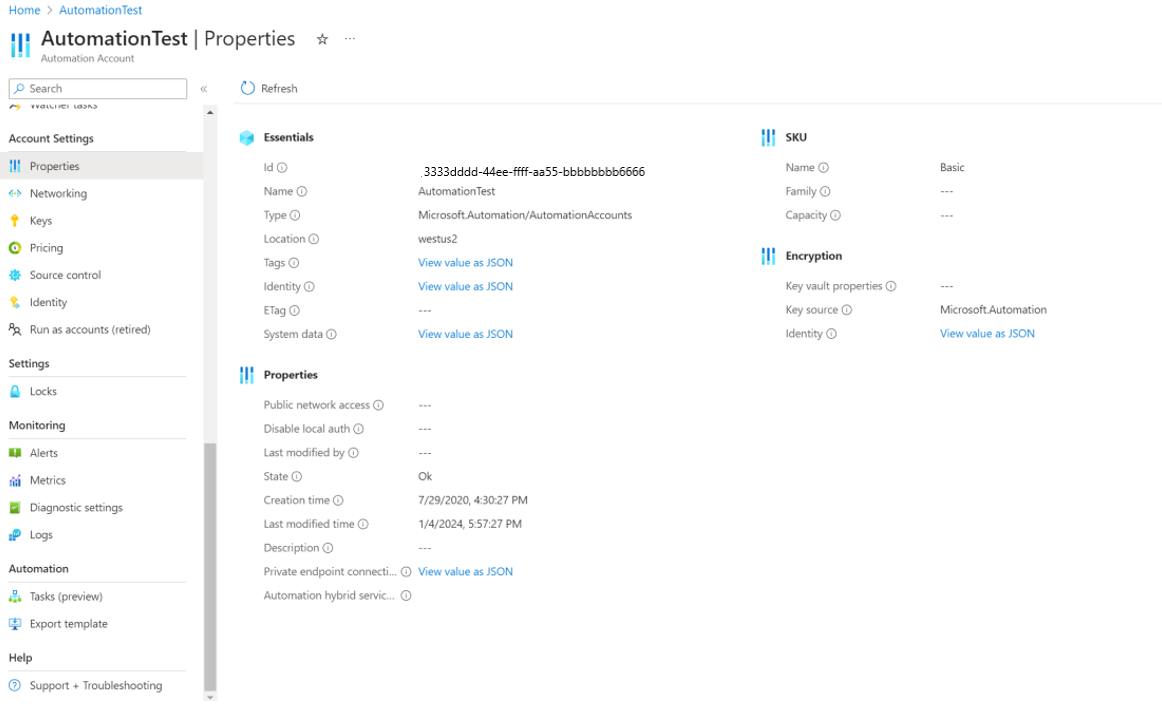 Home > AutomationTest
AutomationTest | Properties ☆ ···
Automation Account
Search «
Watcher tasks
Account Settings
Properties
Networking
Keys
Pricing
Source control
Identity
Run as accounts (retired)
Settings
Locks
Monitoring
Alerts
Metrics
Diagnostic settings
Logs
Automation
Tasks (preview)
Export template
Help
Support + Troubleshooting
Refresh
Essentials
Id 3333dddd-44ee-ffff-aa55-bbbbbbbb6666
Name AutomationTest
Type Microsoft.Automation/AutomationAccounts
Location westus2
Tags View value as JSON
Identity View value as JSON
ETag ---
System data View value as JSON
Properties
Public network access ---
Disable local auth ---
Last modified by ---
State Ok
Creation time 7/29/2020, 4:30:27 PM
Last modified time 1/4/2024, 5:57:27 PM
Description ---
Private endpoint connecti... View value as JSON
Automation hybrid servic...
SKU
Name Basic
Family ---
Capacity ---
Encryption
Key vault properties ---
Key source Microsoft.Automation
Identity View value as JSON